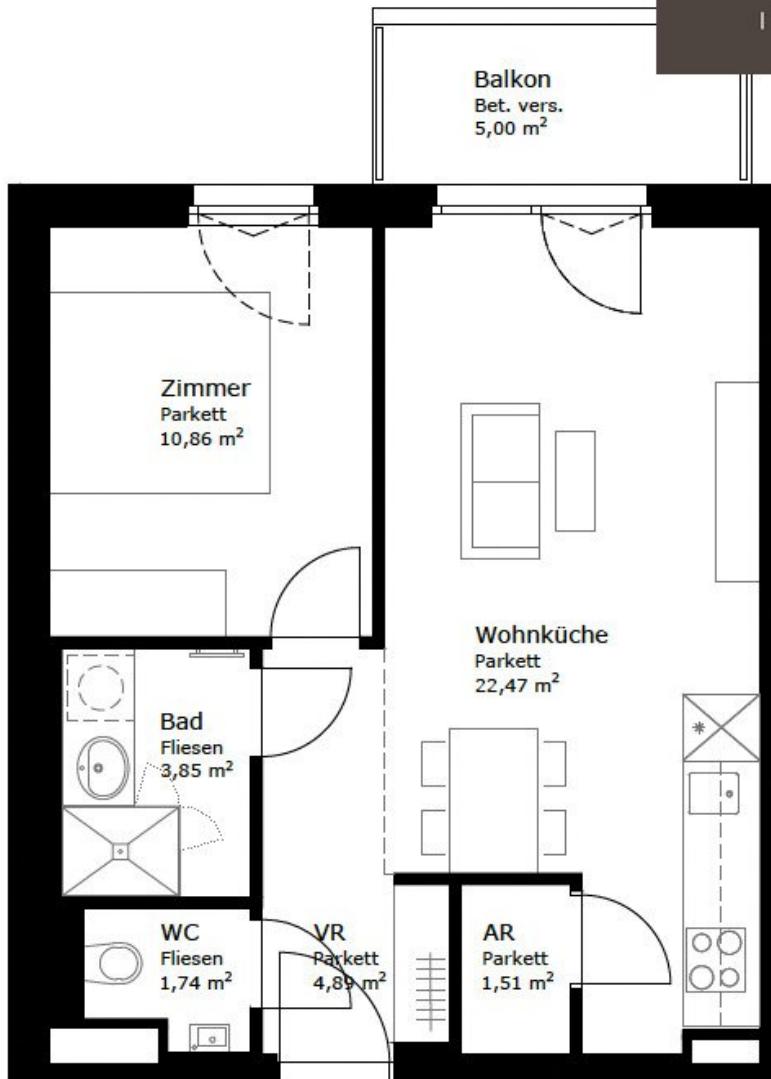 Balkon
Bet. vers.
5,00 m²
Zimmer
Parkett
10,86 m²
Wohnküche
Parkett
22,47 m²
Bad
Fliesen
3,85 m²
WC
Fliesen
1,74 m²
VR
Parkett
4,89 m²
AR
Parkett
1,51 m²